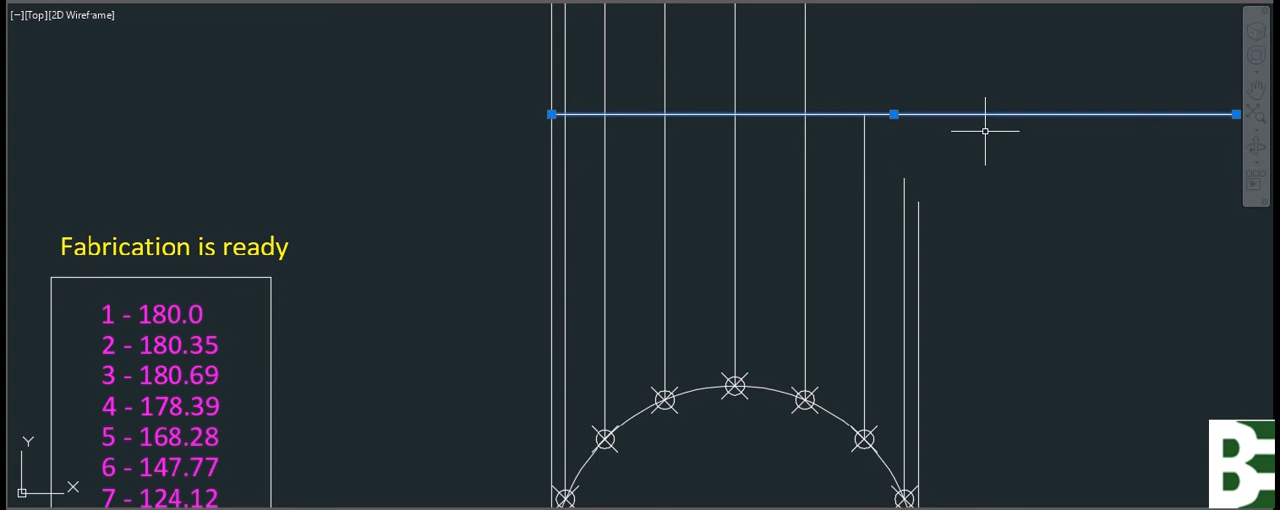 [−][Top][2D Wireframe]
Fabrication is ready
1 - 180.0
2 - 180.35
3 - 180.69
4 - 178.39
5 - 168.28
6 - 147.77
7 - 124.12
Y
X
BE